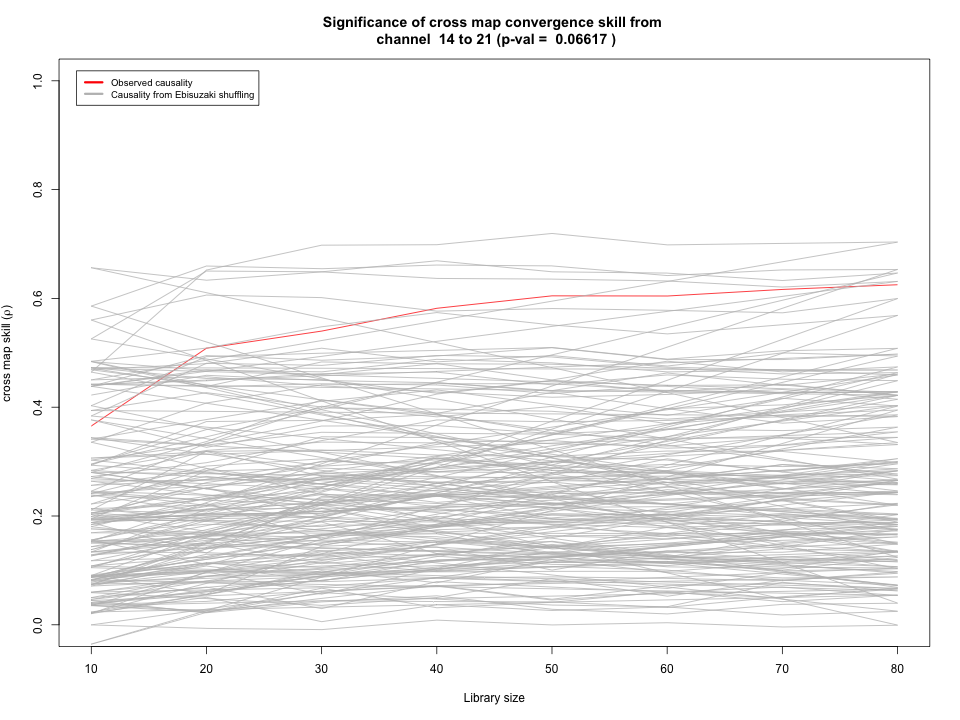 Significance of cross map convergence skill from
channel  14 to 21 (p-val =  0.06617 )
Observed causality
Causality from Ebisuzaki shuffling
cross map skill (ρ)
1.0
0.8
0.6
0.4
0.2
0.0
10 20 30 40 50 60 70 80
Library size